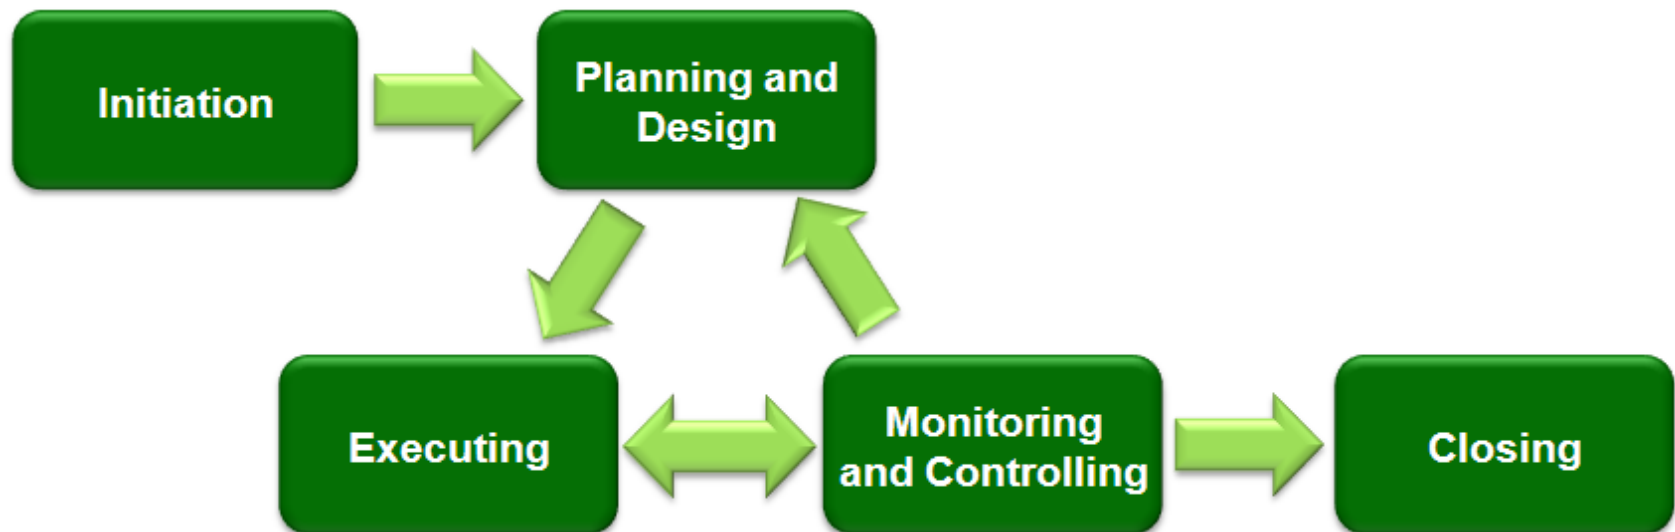 Initiation
Planning and
Design
Executing
Monitoring
and Controlling
Closing